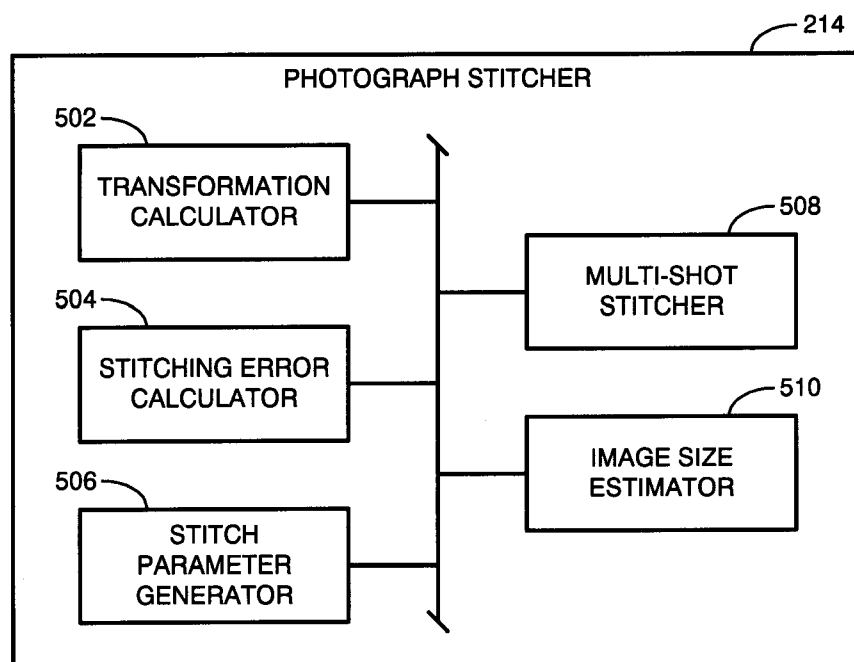 214
PHOTOGRAPH STITCHER
502
TRANSFORMATION
CALCULATOR
504
STITCHING ERROR
CALCULATOR
506
STITCH
PARAMETER
GENERATOR
508
MULTI-SHOT
STITCHER
510
IMAGE SIZE
ESTIMATOR